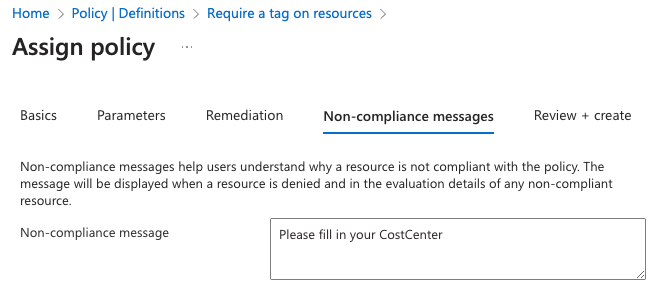 Home > Policy | Definitions > Require a tag on resources >
Assign policy ...
Basics Parameters Remediation Non-compliance messages Review + create
Non-compliance messages help users understand why a resource is not compliant with the policy. The
message will be displayed when a resource is denied and in the evaluation details of any non-compliant
resource.
Non-compliance message Please fill in your CostCenter